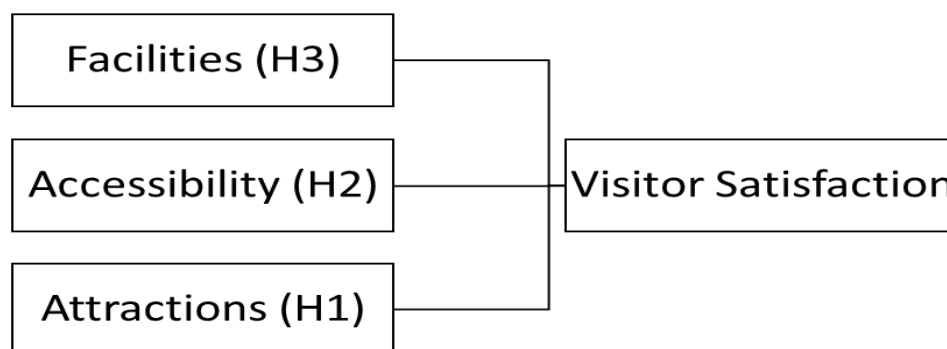 Facilities (H3)
Accessibility (H2)
Visitor Satisfaction
Attractions (H1)